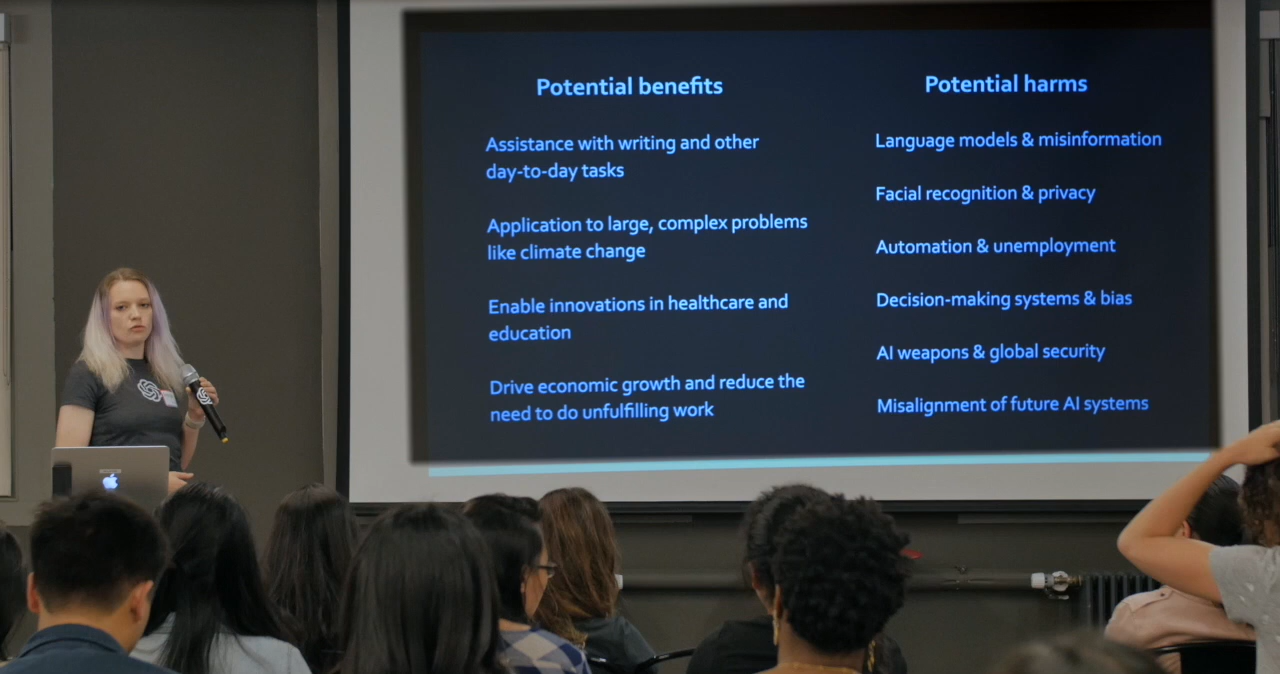 Potential benefits
Assistance with writing and other
day-to-day tasks
Application to large, complex problems
like climate change
Enable innovations in healthcare and
education
Drive economic growth and reduce the
need to do unfulfilling work
Potential harms
Language models & misinformation
Facial recognition & privacy
Automation & unemployment
Decision-making systems & bias
AI weapons & global security
Misalignment of future AI systems